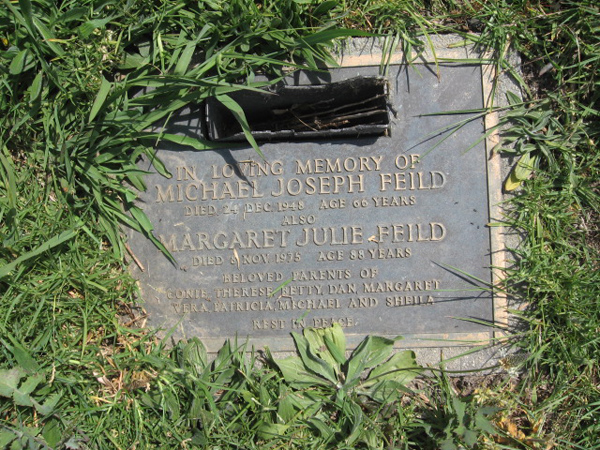 IN LOVING MEMORY OF
MICHAEL JOSEPH FEILD
DIED 24 DEC. 1948 AGE 66 YEARS
ALSO
MARGARET JULIE FEILD
DIED 8 NOV. 1975 AGE 88 YEARS
BELOVED PARENTS OF
CONIE, THERESE, BETTY, DAN, MARGARET
VERA, PATRICIA, MICHAEL AND SHEILA
REST IN PEACE.